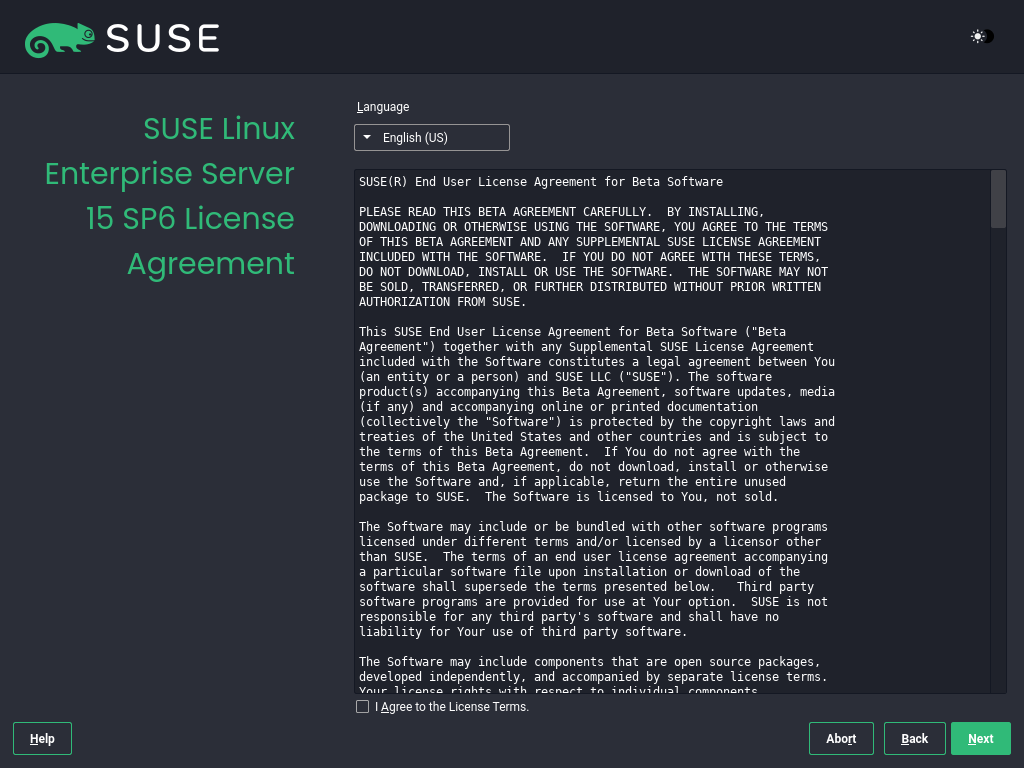 SUSE
Language
English (US)
SUSE Linux
Enterprise Server
15 SP6 License
Agreement
SUSE(R) End User License Agreement for Beta Software
PLEASE READ THIS BETA AGREEMENT CAREFULLY.  BY INSTALLING,
DOWNLOADING OR OTHERWISE USING THE SOFTWARE, YOU AGREE TO THE TERMS
OF THIS BETA AGREEMENT AND ANY SUPPLEMENTAL SUSE LICENSE AGREEMENT
INCLUDED WITH THE SOFTWARE.  IF YOU DO NOT AGREE WITH THESE TERMS,
DO NOT DOWNLOAD, INSTALL OR USE THE SOFTWARE.  THE SOFTWARE MAY NOT
BE SOLD, TRANSFERRED, OR FURTHER DISTRIBUTED WITHOUT PRIOR WRITTEN
AUTHORIZATION FROM SUSE.
This SUSE End User License Agreement for Beta Software ("Beta
Agreement") together with any Supplemental SUSE License Agreement
included with the Software constitutes a legal agreement between You
(an entity or a person) and SUSE LLC ("SUSE"). The software
product(s) accompanying this Beta Agreement, software updates, media
(if any) and accompanying online or printed documentation
(collectively the "Software") is protected by the copyright laws and
treaties of the United States and other countries and is subject to
the terms of this Beta Agreement.  If You do not agree with the
terms of this Beta Agreement, do not download, install or otherwise
use the Software and, if applicable, return the entire unused
package to SUSE.  The Software is licensed to You, not sold.
The Software may include or be bundled with other software programs
licensed under different terms and/or licensed by a licensor other
than SUSE.  The terms of an end user license agreement accompanying
a particular software file upon installation or download of the
software shall supersede the terms presented below.   Third party
software programs are provided for use at Your option.  SUSE is not
responsible for any third party's software and shall have no
liability for Your use of third party software.
The Software may include components that are open source packages,
developed independently, and accompanied by separate license terms.
Your license rights with respect to individual components
I Agree to the License Terms.
Help
Abort
Back
Next